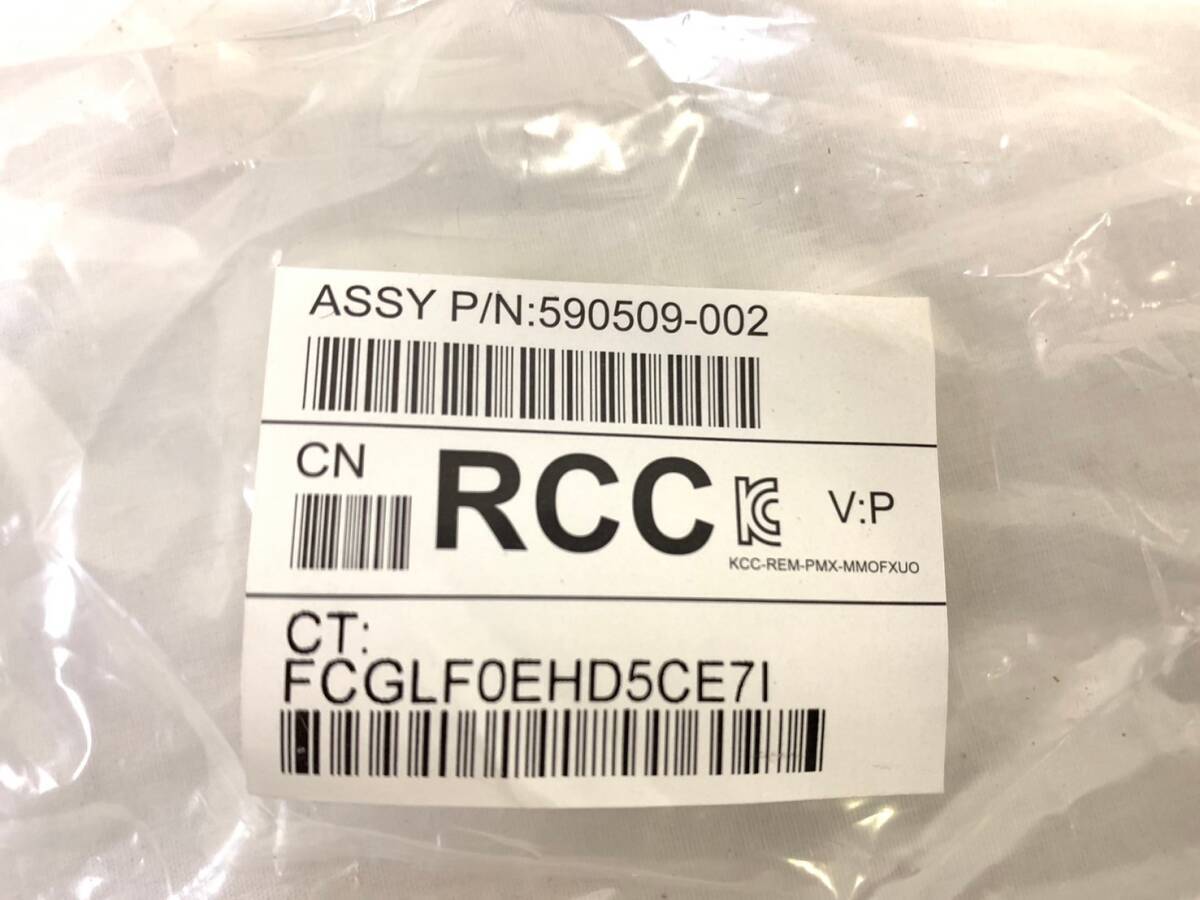 ASSY P/N:590509-002
CN
RCC
V:P
KCC-REM-PMX-MMOFXUO
CT:
FCGLF0EHD5CE7I